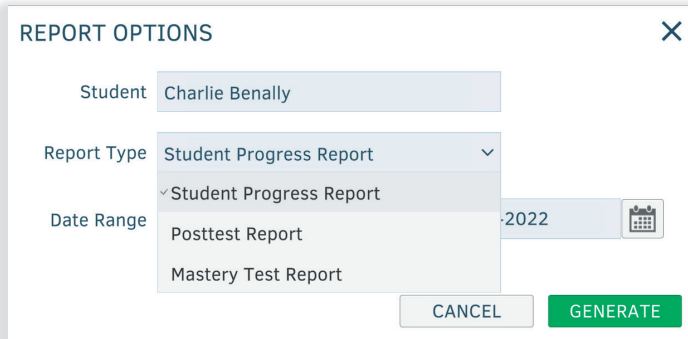 REPORT OPTIONS
Student Charlie Benally
Report Type Student Progress Report
Student Progress Report
Date Range -2022
Posttest Report
Mastery Test Report
CANCEL GENERATE